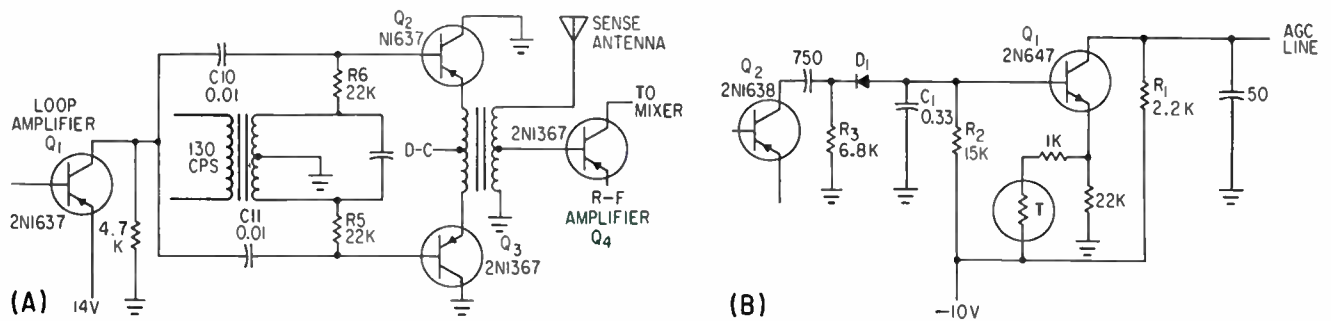 Q2
N1637
SENSE
ANTENNA
C10
0.01
R6
22K
LOOP
AMPLIFIER
Q1
130
CPS
D-C
2N1367
TO
MIXER
2N1637
4.7
K
C11
0.01
R5
22K
Q3
2N1367
R-F
AMPLIFIER
Q4
(A)
14V
Q2
2N1638
750
D1
Q1
2N647
AGC
LINE
C1
0.33
R1
2.2K
50
R3
6.8K
R2
15K
1K
T
22K
(B)
-10V